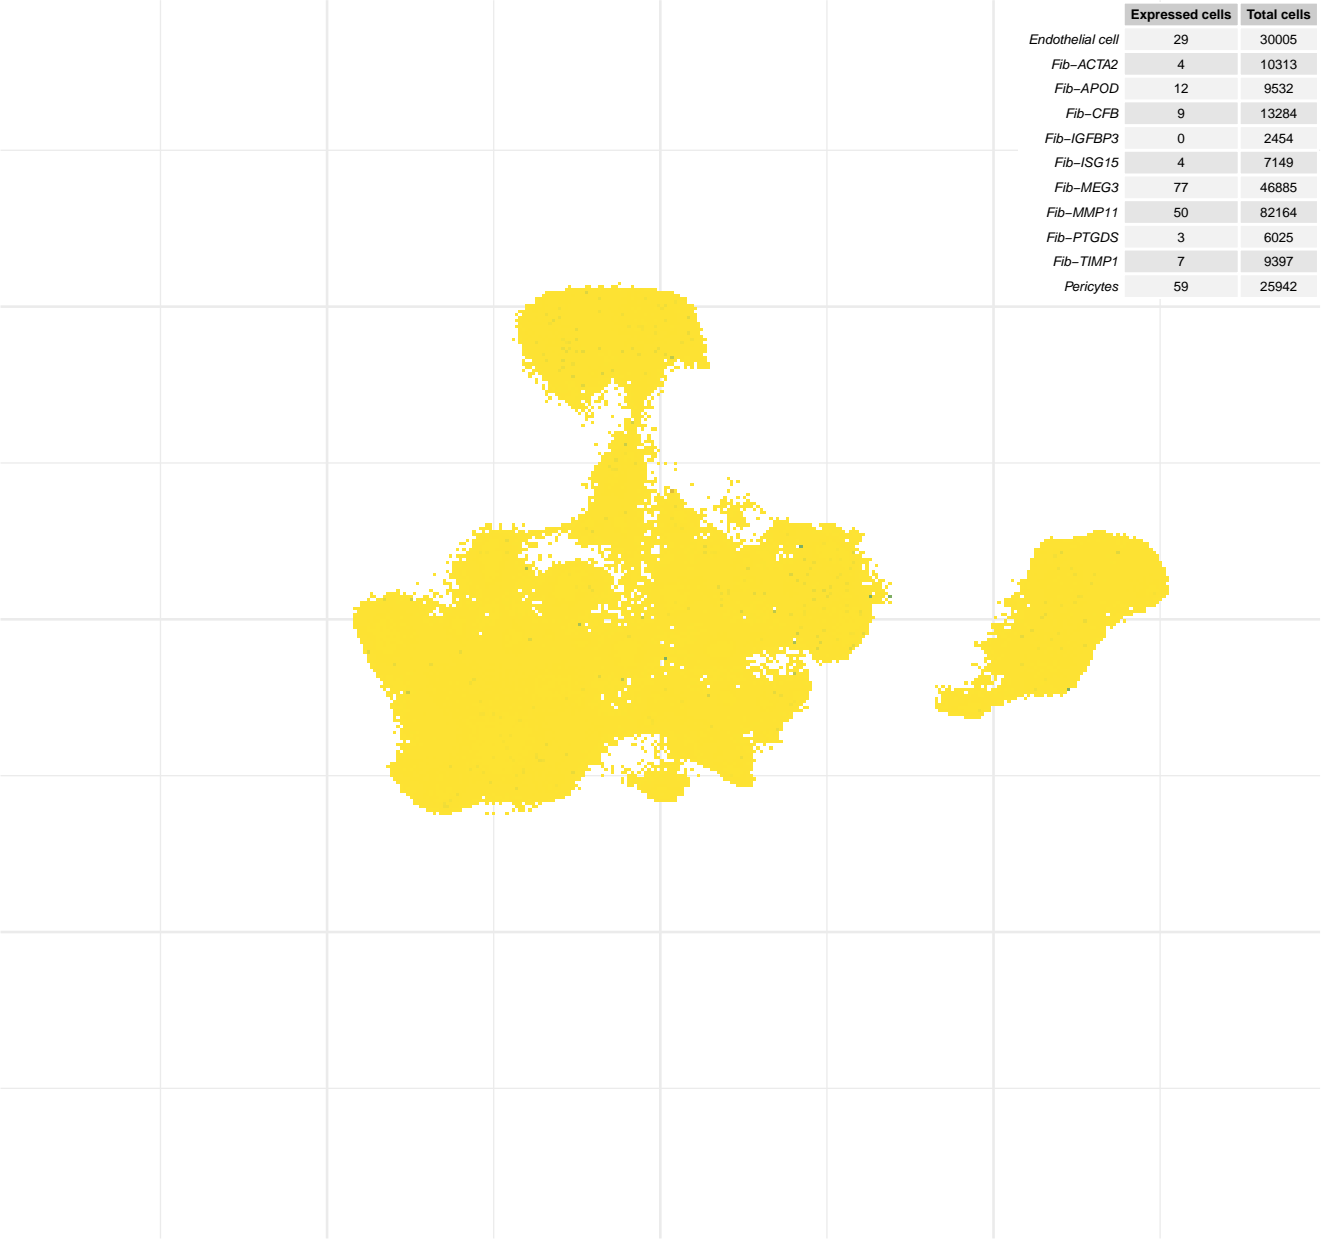 Expressed cells Total cells
Endothelial cell 29 30005
Fib−ACTA2 4 10313
Fib−APOD 12 9532
Fib−CFB 9 13284
Fib−IGFBP3 0 2454
Fib−ISG15 4 7149
Fib−MEG3 77 46885
Fib−MMP11 50 82164
Fib−PTGDS 3 6025
Fib−TIMP1 7 9397
Pericytes 59 25942